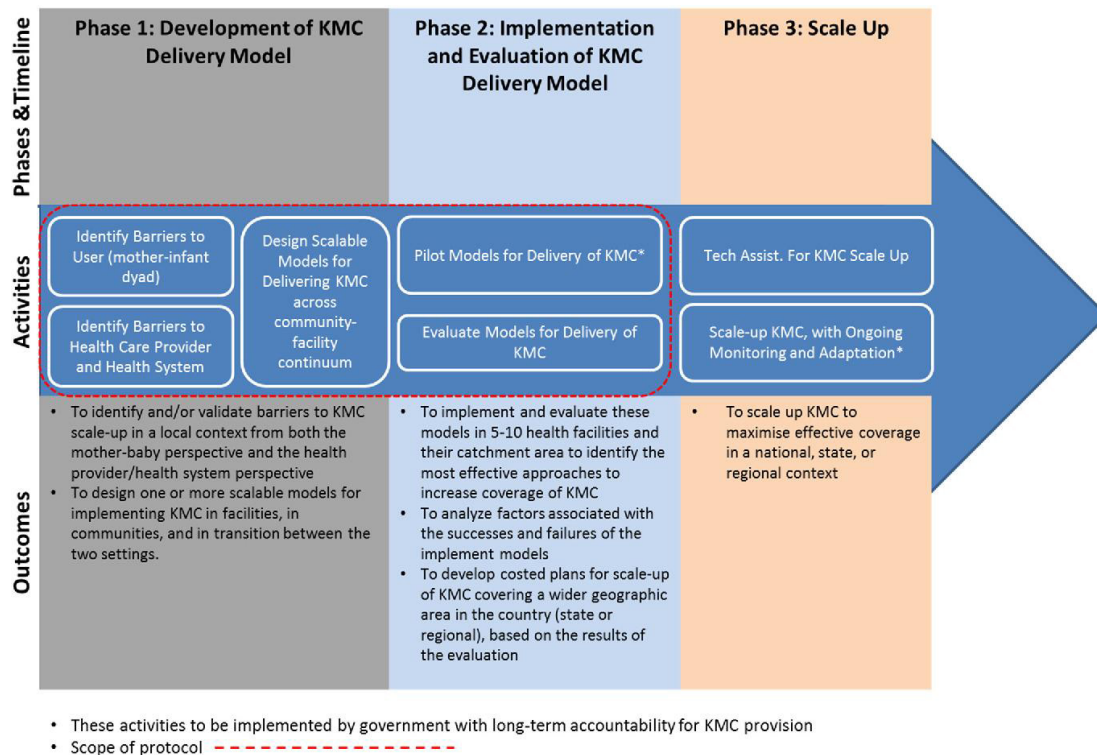 Phases &Timeline
Phase 1: Development of KMC
Delivery Model
Phase 2: Implementation
and Evaluation of KMC
Delivery Model
Phase 3: Scale Up
Activities
Identify Barriers to
User (mother-infant
dyad)
Identify Barriers to
Health Care Provider
and Health System
Design Scalable
Models for
Delivering KMC
across
community-
facility
continuum
Pilot Models for Delivery of KMC*
Evaluate Models for Delivery of
KMC
Tech Assist. For KMC Scale Up
Scale-up KMC, with Ongoing
Monitoring and Adaptation*
Outcomes
• To identify and/or validate barriers to KMC
scale-up in a local context from both the
mother-baby perspective and the health
provider/health system perspective
• To design one or more scalable models for
implementing KMC in facilities, in
communities, and in transition between the
two settings.
• To implement and evaluate these
models in 5-10 health facilities and
their catchment area to identify the
most effective approaches to
increase coverage of KMC
• To analyze factors associated with
the successes and failures of the
implement models
• To develop costed plans for scale-up
of KMC covering a wider geographic
area in the country (state or
regional), based on the results of
the evaluation
• To scale up KMC to
maximise effective coverage
in a national, state, or
regional context
• These activities to be implemented by government with long-term accountability for KMC provision
• Scope of protocol